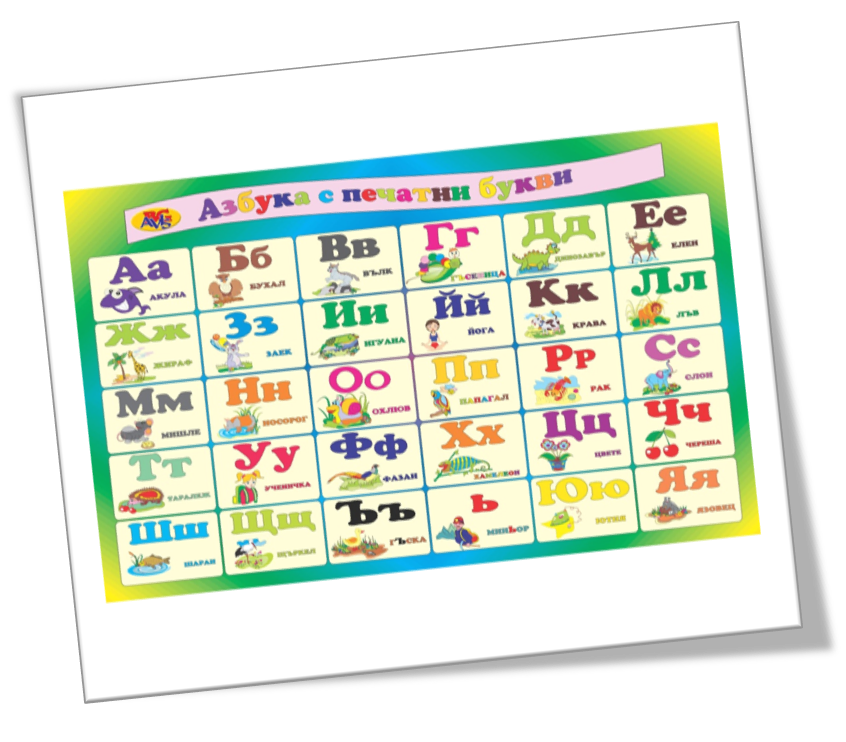 AVIS
Азбука с печатни букви
Аа Бб Вв Гг Дд Ее
АКУЛА БУХАЛ ВЪЛК ГЪСЕНИЦА ДИНОЗАВЪР ЕЛЕН
Жж Зз Ии Йй Кк Лл
ЖИРАФ ЗАЕК ИГУАНА ЙОГА КРАВА ЛЪВ
Мм Нн Оо Пп Рр Сс
МИШЛЕ НОСОРОГ ОХЛЮВ ПАПАГАЛ РАК СЛОН
Тт Уу Фф Хх Цц Чч
ТАРАЛЕЖ УЧЕНИЧКА ФАЗАН ХАМЕЛЕОН ЦВЕТЕ ЧЕРЕША
Шш Щщ Ъъ ь Юю Яя
ШАРАН ЩЪРКЕЛ ГЪСКА МИНЬОР ЮТИЯ ЯЗОВЕЦ